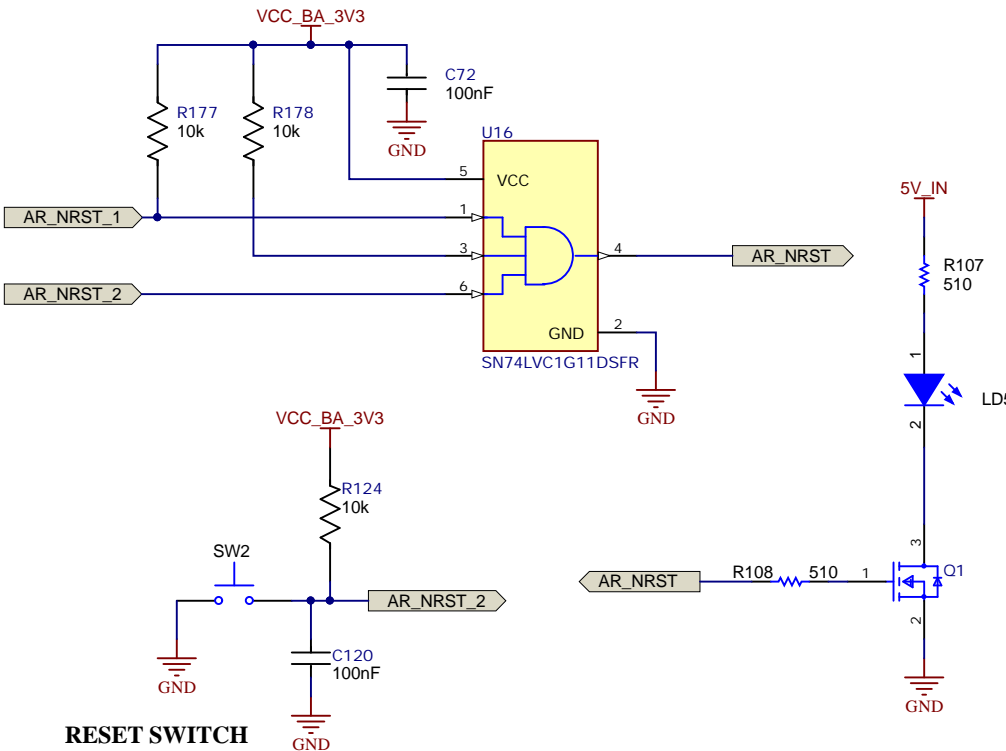 VCC_BA_3V3
C72
100nF
R177
10k
R178
10k
GND
U16
5
VCC
AR_NRST_1
1
3
4
AR_NRST
AR_NRST_2
6
GND
2
SN74LVC1G11DSFR
GND
5V_IN
R107
510
1
LD5
2
VCC_BA_3V3
R124
10k
SW2
AR_NRST_2
C120
100nF
GND
GND
RESET SWITCH
AR_NRST
R108
510
1
3
Q1
2
GND